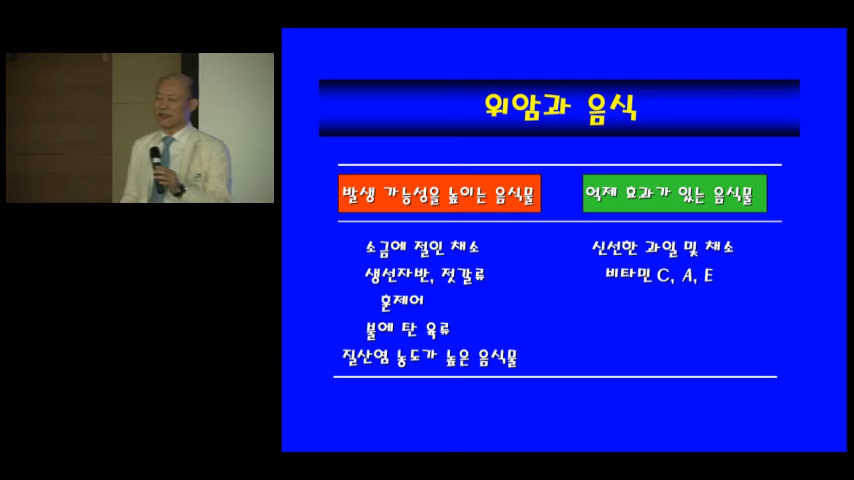 위암과 음식
발생 가능성을 높이는 음식물
억제 효과가 있는 음식물
소금에 절인 채소
생선자반, 젓갈류
훈제어
불에 탄 육류
질산염 농도가 높은 음식물
신선한 과일 및 채소
비타민 C, A, E